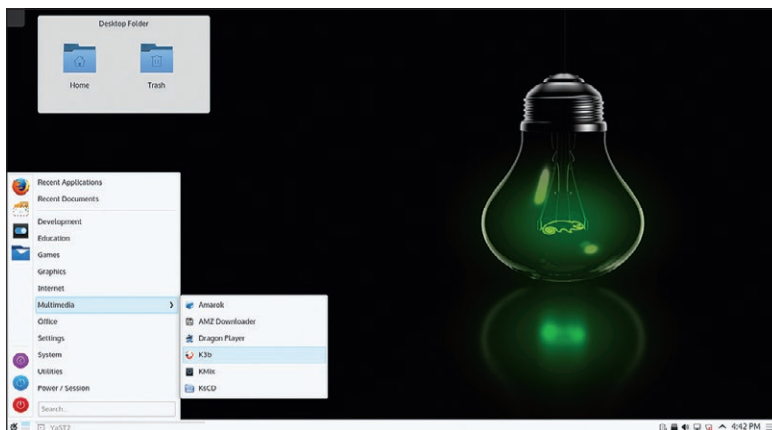 Desktop Folder
Home
Trash
Recent Applications
Recent Documents
Development
Education
Games
Graphics
Internet
Multimedia
Office
Settings
System
Utilities
Power / Session
Search...
Amarok
AMZ Downloader
Dragon Player
K3b
KMix
KsCD
YaST2
4:42 PM